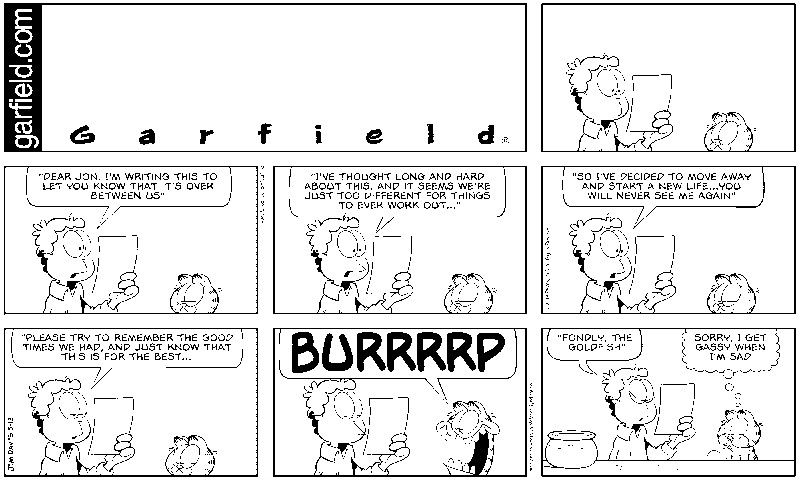 garfield.com
Garfield®
"DEAR JON, I'M WRITING THIS TO
LET YOU KNOW THAT IT'S OVER
BETWEEN US"
"I'VE THOUGHT LONG AND HARD
ABOUT THIS, AND IT SEEMS WE'RE
JUST TOO DIFFERENT FOR THINGS
TO EVER WORK OUT..."
"SO I'VE DECIDED TO MOVE AWAY
AND START A NEW LIFE...YOU
WILL NEVER SEE ME AGAIN"
"PLEASE TRY TO REMEMBER THE GOOD
TIMES WE HAD, AND JUST KNOW THAT
THIS IS FOR THE BEST...
JIM DAVIS 5-13
BURRRRP
"FONDLY, THE
GOLDFISH"
SORRY, I GET
GASSY WHEN
I'M SAD